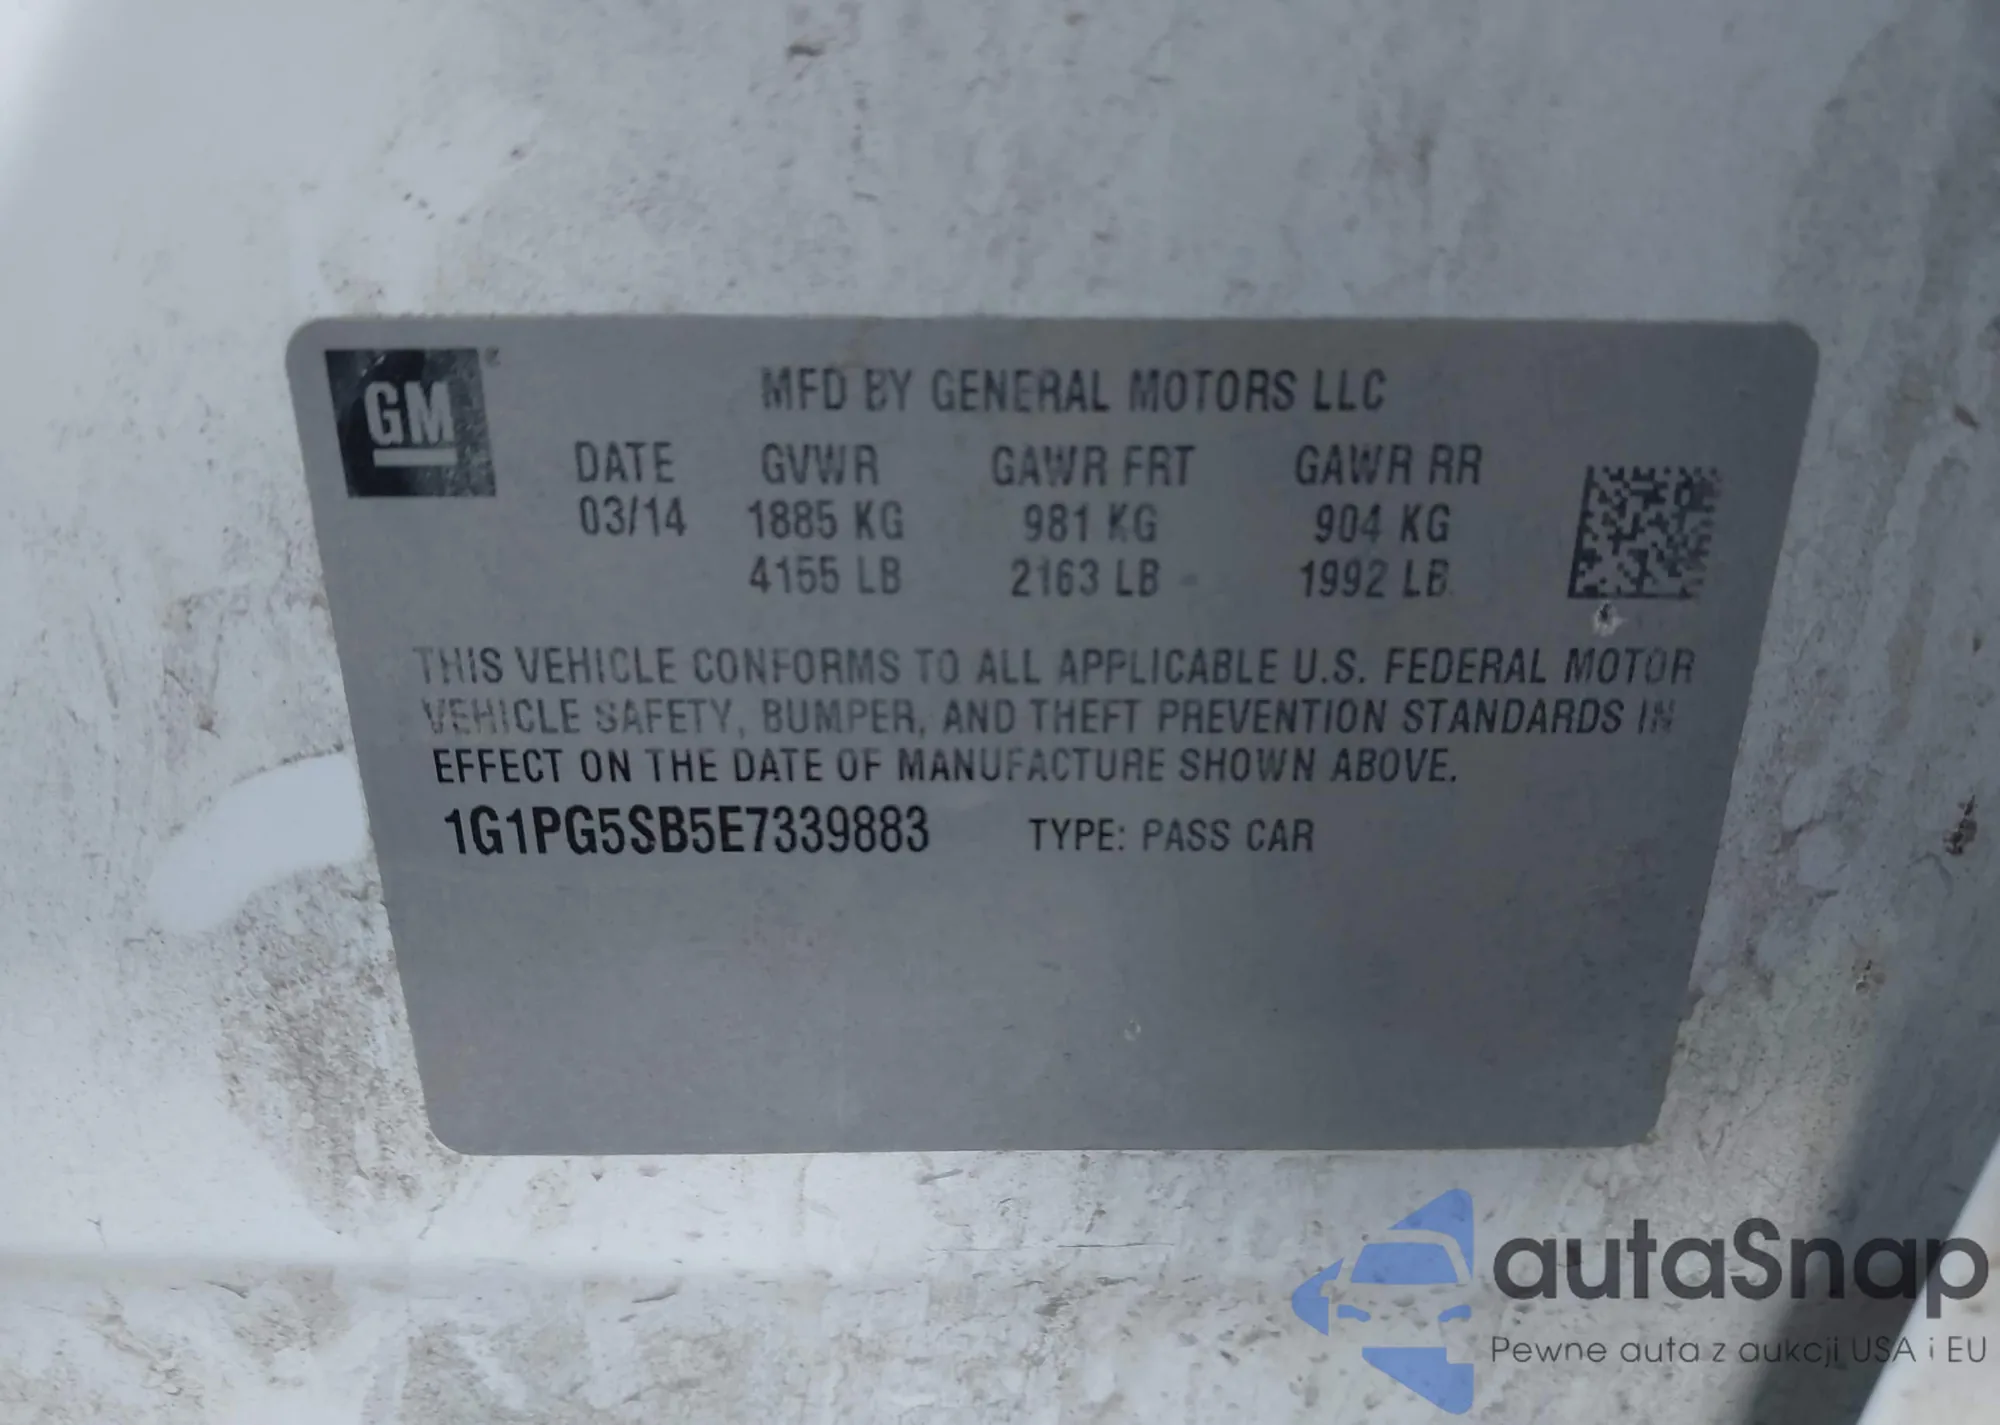 GM
MFD BY GENERAL MOTORS LLC
DATE GVWR GAWR FRT GAWR RR
03/14 1885 KG 981 KG 904 KG
4155 LB 2163 LB 1992 LB
THIS VEHICLE CONFORMS TO ALL APPLICABLE U.S. FEDERAL MOTOR
VEHICLE SAFETY, BUMPER, AND THEFT PREVENTION STANDARDS IN
EFFECT ON THE DATE OF MANUFACTURE SHOWN ABOVE.
1G1PG5SB5E7339883 TYPE: PASS CAR
autaSnap
Pewne auta z aukcji USA i EU